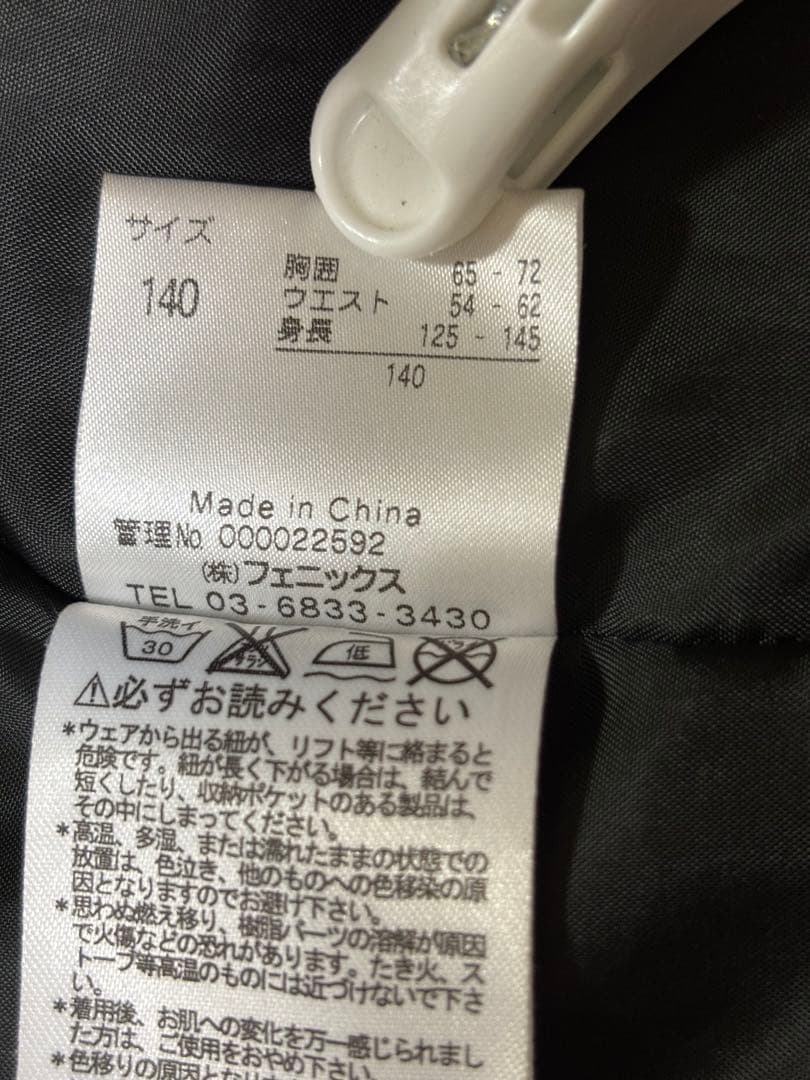 サイズ
140
胸囲 65 - 72
ウエスト 54 - 62
身長 125 - 145
140
Made in China
管理No. 000022592
(株)フェニックス
TEL 03-6833-3430
手洗イ
30
低
⚠必ずお読みください
*ウェアから出る紐が、リフト等に絡まると
危険です。紐が長く下がる場合は、結んで
短くしたり、収納ポケットのある製品は、
その中にしまってください。
*高温、多湿、または濡れたままの状態での
放置は、色泣き、他のものへの色移染の原
因となりますのでお避け下さい。
*思わぬ燃え移り、樹脂パーツの溶解が原因
で火傷などの恐れがあります。たき火、ス
トーブ等高温のものには近づけないで下さ
い。
*着用後、お肌への変化を万一感じられまし
た方は、ご使用をおやめ下さい。
*色移りの原因となり